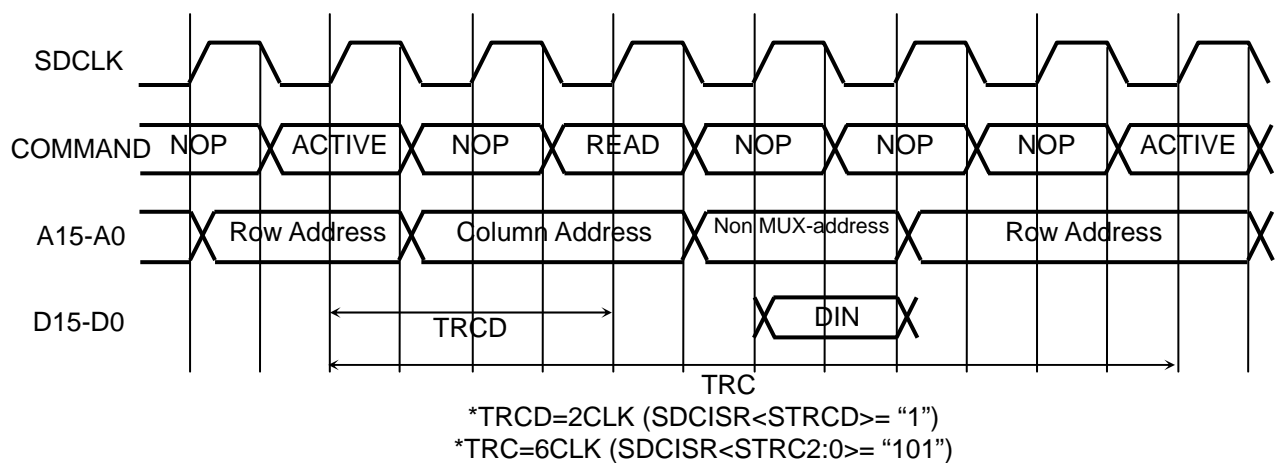 SDCLK
COMMAND NOP ACTIVE NOP READ NOP NOP NOP ACTIVE
A15-A0 Row Address Column Address Non MUX-address Row Address
D15-D0 DIN
TRCD
TRC
*TRCD=2CLK (SDCISR<STRCD>= “1”)
*TRC=6CLK (SDCISR<STRC2:0>= “101”)